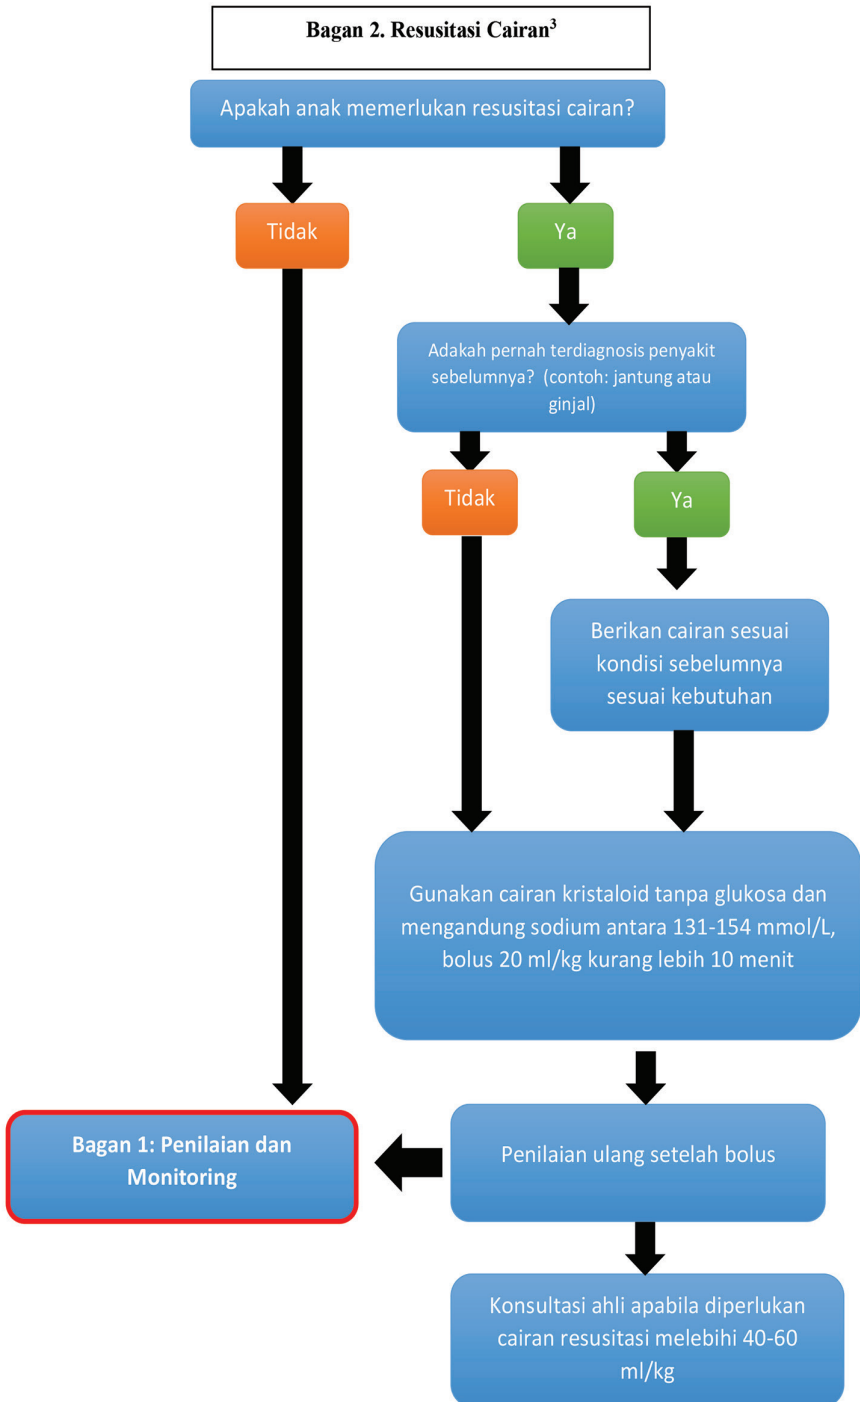 Bagan 2. Resusitasi Cairan³
Apakah anak memerlukan resusitasi cairan?
Tidak
Ya
Adakah pernah terdiagnosis penyakit
sebelumnya? (contoh: jantung atau
ginjal)
Tidak
Ya
Berikan cairan sesuai
kondisi sebelumnya
sesuai kebutuhan
Gunakan cairan kristaloid tanpa glukosa dan
mengandung sodium antara 131-154 mmol/L,
bolus 20 ml/kg kurang lebih 10 menit
Bagan 1: Penilaian dan
Monitoring
Penilaian ulang setelah bolus
Konsultasi ahli apabila diperlukan
cairan resusitasi melebihi 40-60
ml/kg